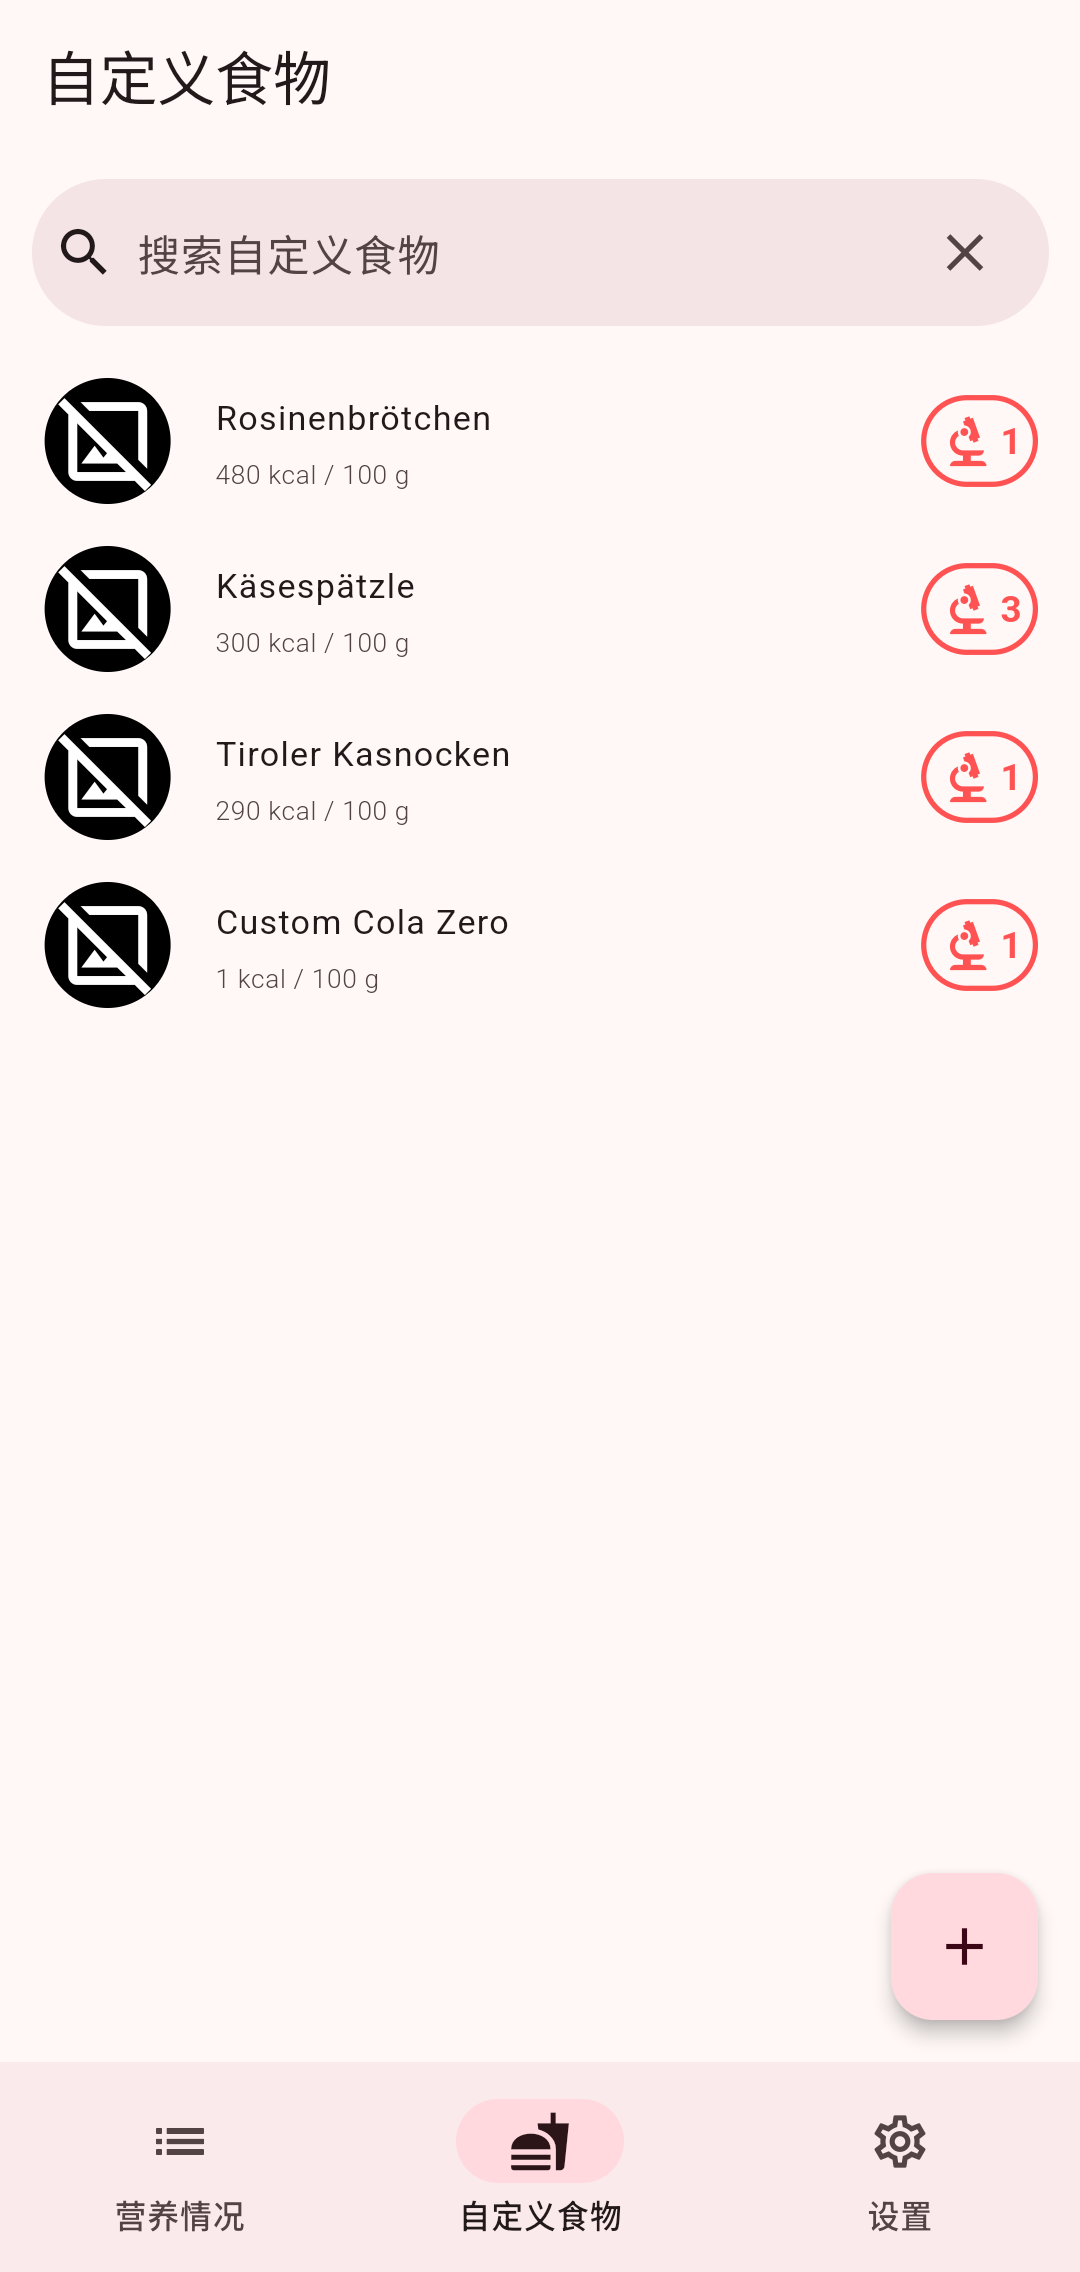 自定义食物
搜索自定义食物
Rosinenbrötchen
480 kcal / 100 g
1
Käsespätzle
300 kcal / 100 g
3
Tiroler Kasnocken
290 kcal / 100 g
1
Custom Cola Zero
1 kcal / 100 g
1
营养情况
自定义食物
设置